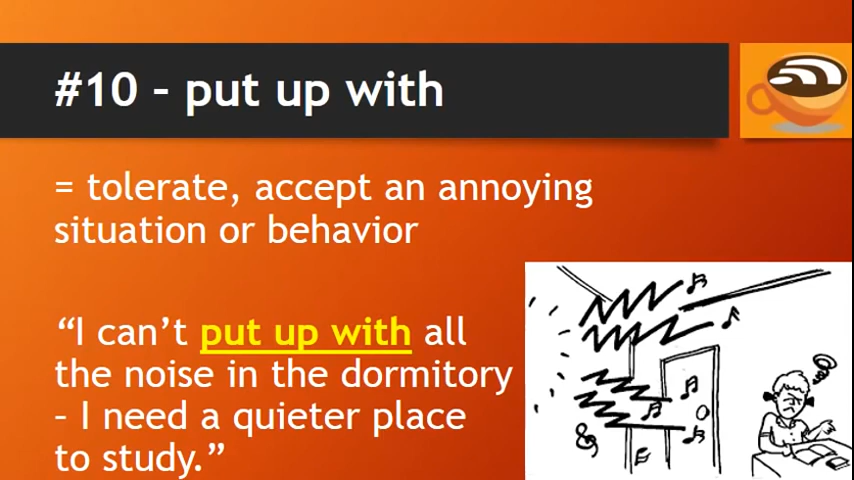 #10 – put up with
= tolerate, accept an annoying
situation or behavior
“I can’t put up with all
the noise in the dormitory
– I need a quieter place
to study.”